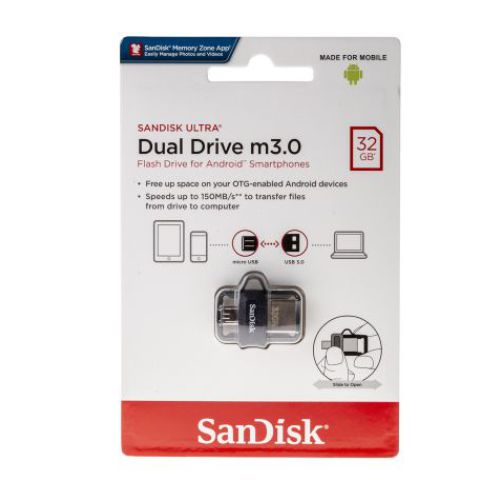 SanDisk® Memory Zone App†
Easily Manage Photos and Videos
MADE FOR MOBILE
SANDISK ULTRA®
Dual Drive m3.0
Flash Drive for Android™ Smartphones
32
GB*
• Free up space on your OTG-enabled Android devices
• Speeds up to 150MB/s** to transfer files
from drive to computer
micro USB
USB 3.0
SanDisk
Slide to Open
SanDisk®